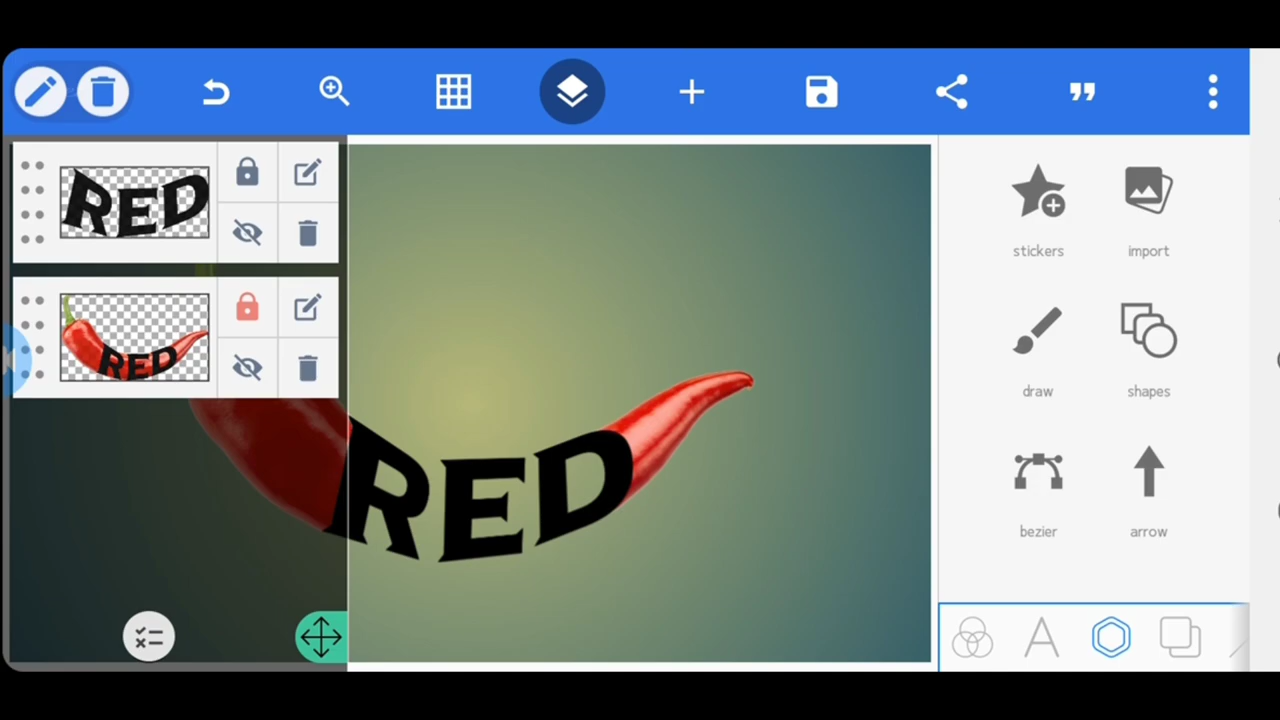 RED
RED
RED
stickers
import
draw
shapes
bezier
arrow